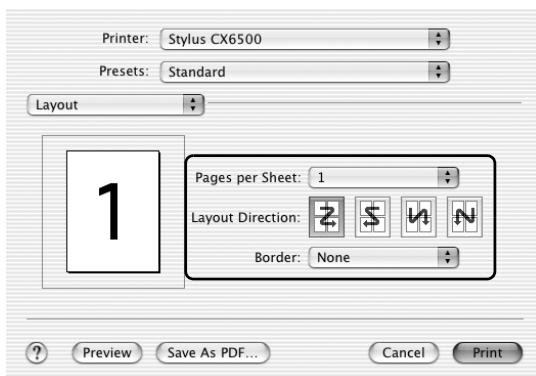 Printer: Stylus CX6500
Presets: Standard
Layout
1
Pages per Sheet: 1
Layout Direction:
Border: None
? Preview Save As PDF... Cancel Print